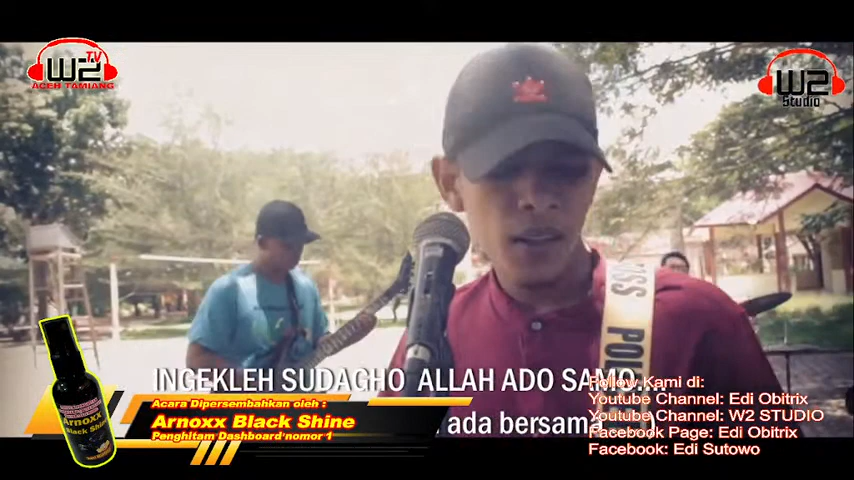 TV
W2
ACEH TAMIANG
W2
Studio
POL
INGEKLEH SUDAGHO ALLAH ADO SAMO....
ada bersama
Follow Kami di:
Youtube Channel: Edi Obitrix
Youtube Channel: W2 STUDIO
Facebook Page: Edi Obitrix
Facebook: Edi Sutowo
Acara Dipersembahkan oleh :
Arnoxx Black Shine
Penghitam Dashboard nomor 1
Arnoxx
Black Shine